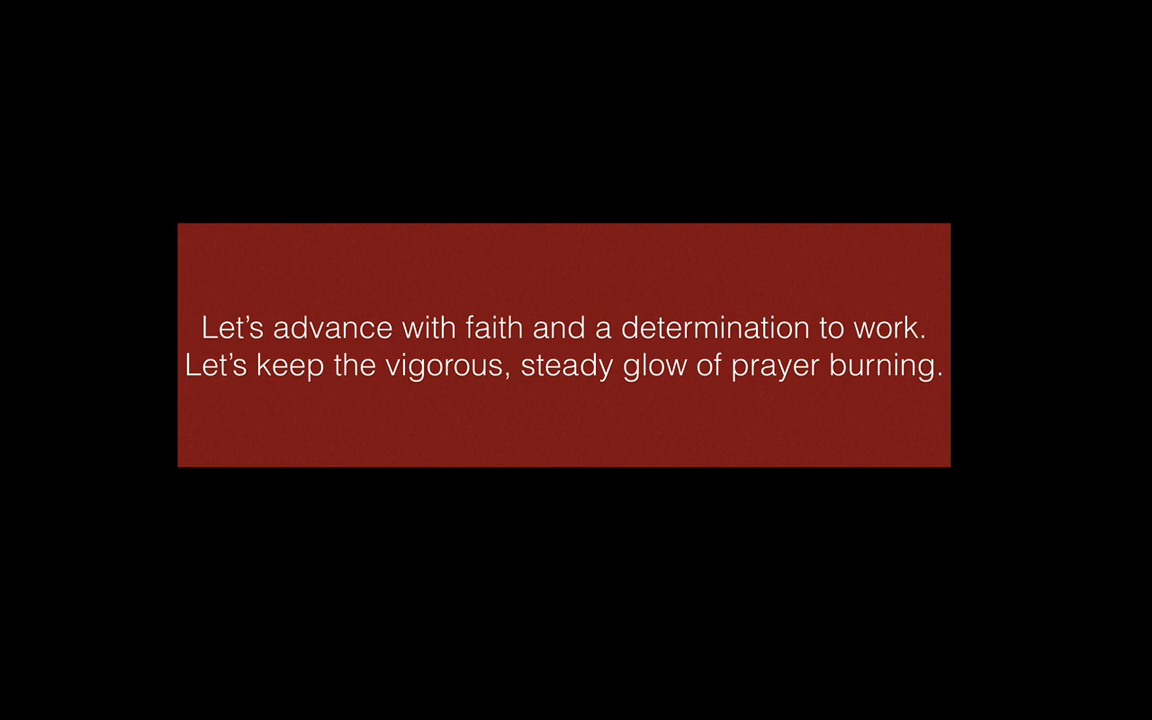 Let’s advance with faith and a determination to work.
Let’s keep the vigorous, steady glow of prayer burning.